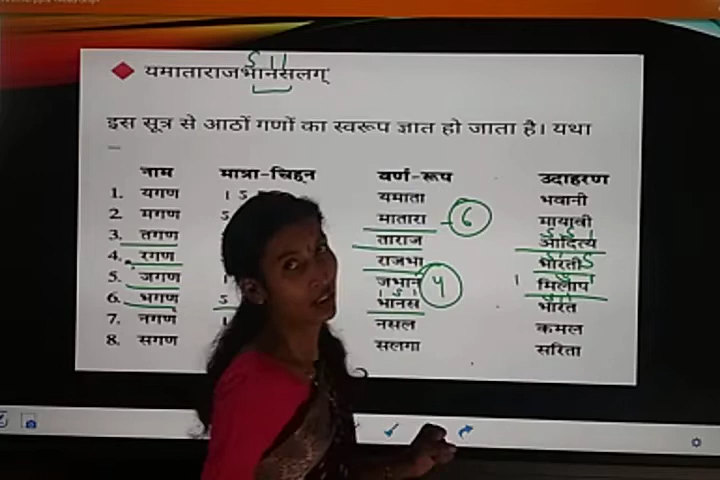 यमाताराजभानसलग्
इस सूत्र से आठों गणों का स्वरूप ज्ञात हो जाता है। यथा
—
नाम मात्रा-चिह्न वर्ण-रूप उदाहरण
1. यगण I S यमाता भवानी
2. मगण S मातारा मायावी
3. तगण ताराज आदित्य
4. रगण राजभा भारती
5. जगण जभान मिलाप
6. भगण S भानस भारत
7. नगण I नसल कमल
8. सगण सलगा सरिता